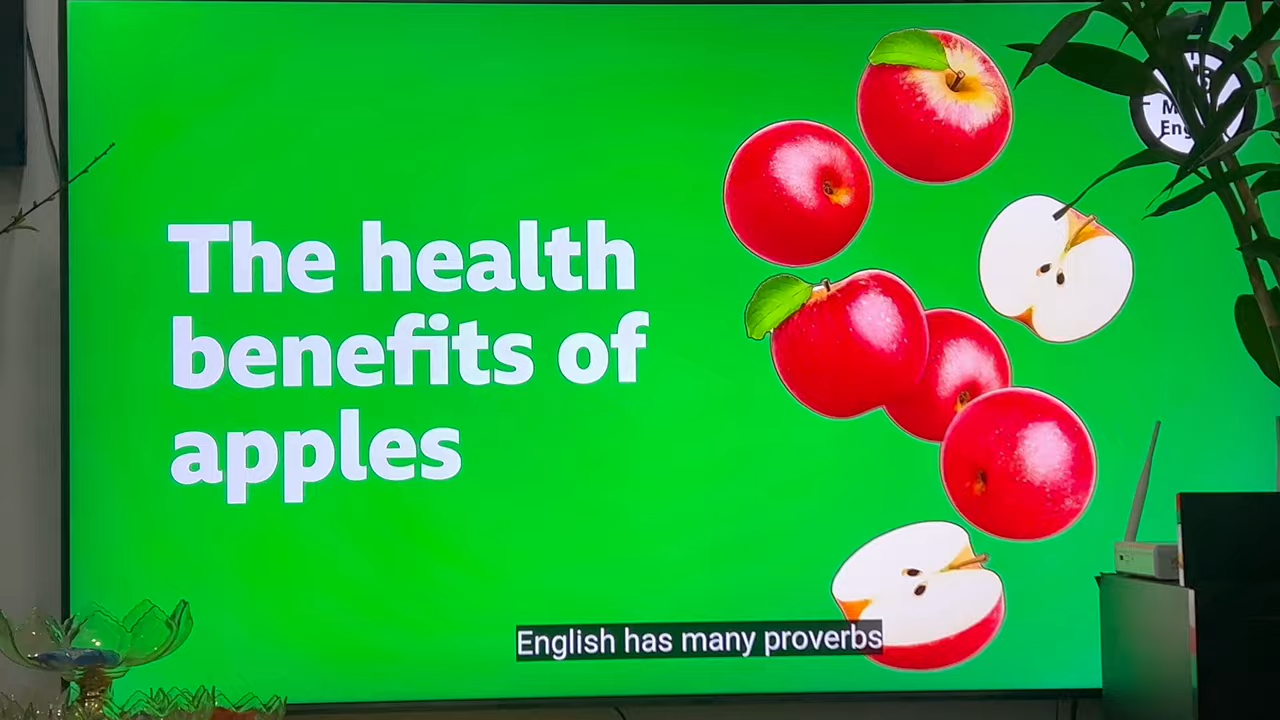 The health
benefits of
apples
English has many proverbs